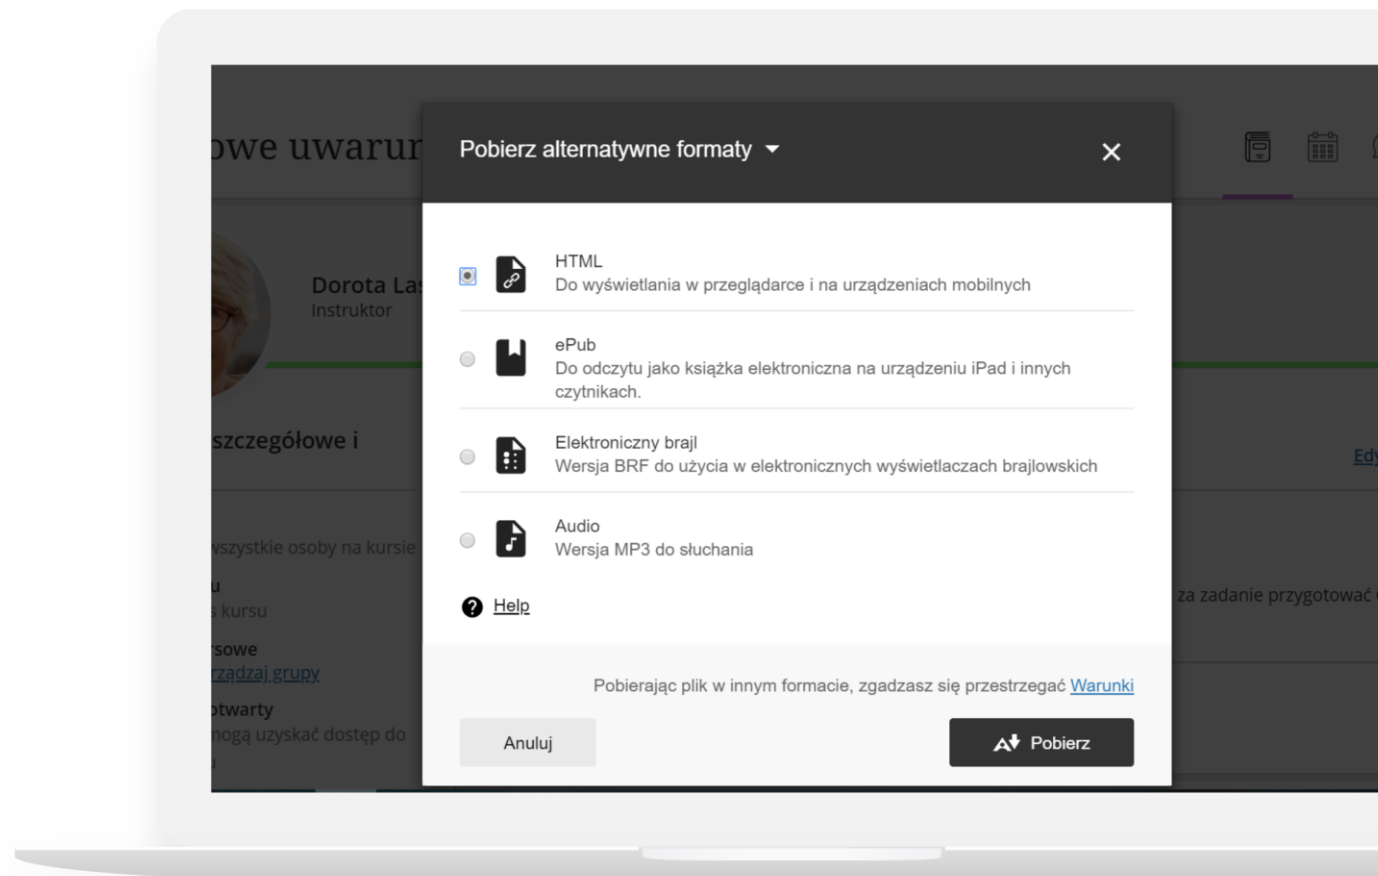 owe uwarur
Pobierz alternatywne formaty
Dorota Las
Instruktor
HTML
Do wyświetlania w przeglądarce i na urządzeniach mobilnych
ePub
Do odczytu jako książka elektroniczna na urządzeniu iPad i innych
czytnikach.
szczegółowe i
Elektroniczny brajl
Wersja BRF do użycia w elektronicznych wyświetlaczach brajlowskich
Edy
wszystkie osoby na kursie
Audio
Wersja MP3 do słuchania
u
s kursu
Help
za zadanie przygotować
rsowe
rządzaj grupy
otwarty
mogą uzyskać dostęp do
u
Pobierając plik w innym formacie, zgadzasz się przestrzegać Warunki
Anuluj
Pobierz